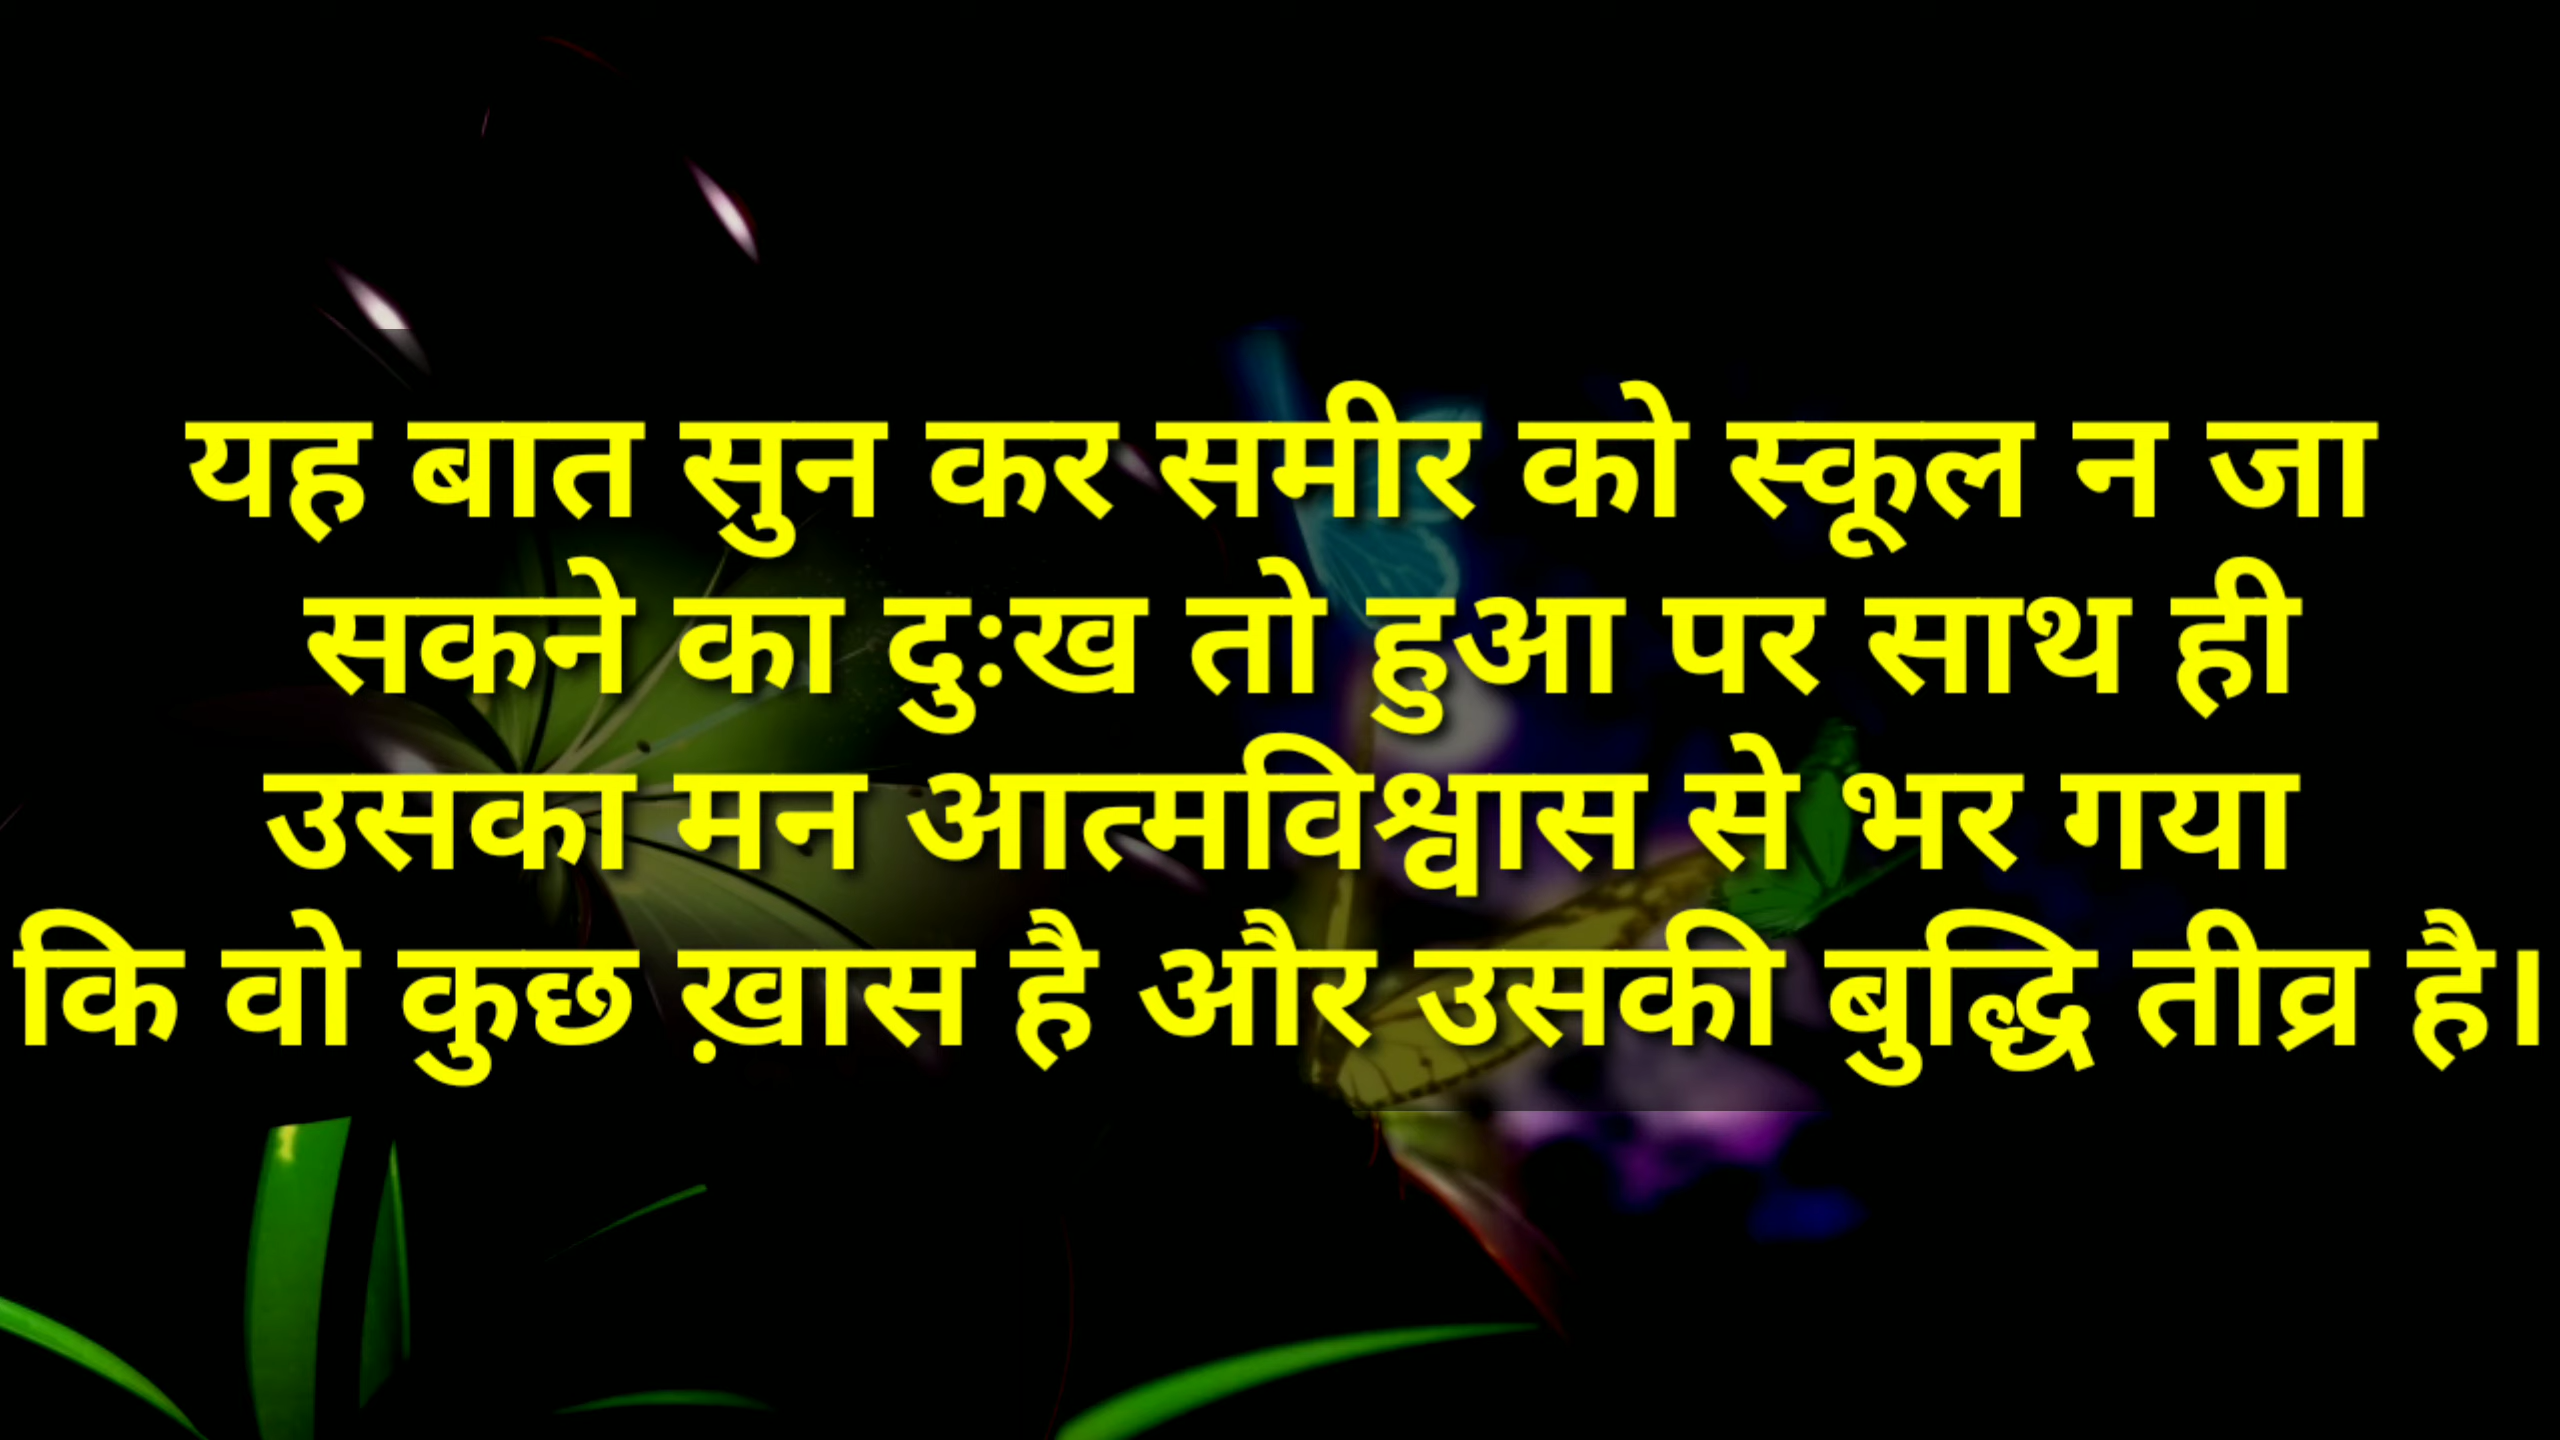 यह बात सुन कर समीर को स्कूल न जा
सकने का दु:ख तो हुआ पर साथ ही
उसका मन आत्मविश्वास से भर गया
कि वो कुछ ख़ास है और उसकी बुद्धि तीव्र है।